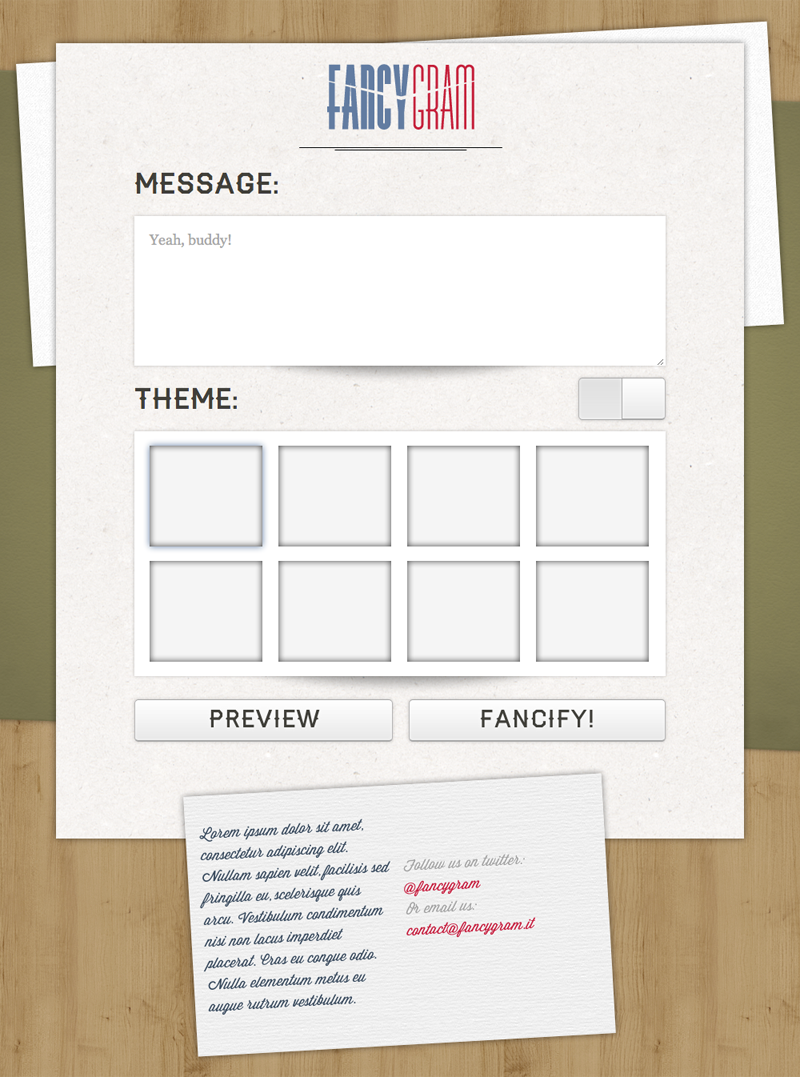 FANCYGRAM
MESSAGE:
Yeah, buddy!
THEME:
PREVIEW
FANCIFY!
Lorem ipsum dolor sit amet,
consectetur adipiscing elit.
Nullam sapien velit, facilisis sed
fringilla eu, scelerisque quis
arcu. Vestibulum condimentum
nisi non lacus imperdiet
placerat. Cras eu congue odio.
Nulla elementum metus eu
augue rutrum vestibulum.
Follow us on twitter:
@fancygram
Or email us:
contact@fancygram.it